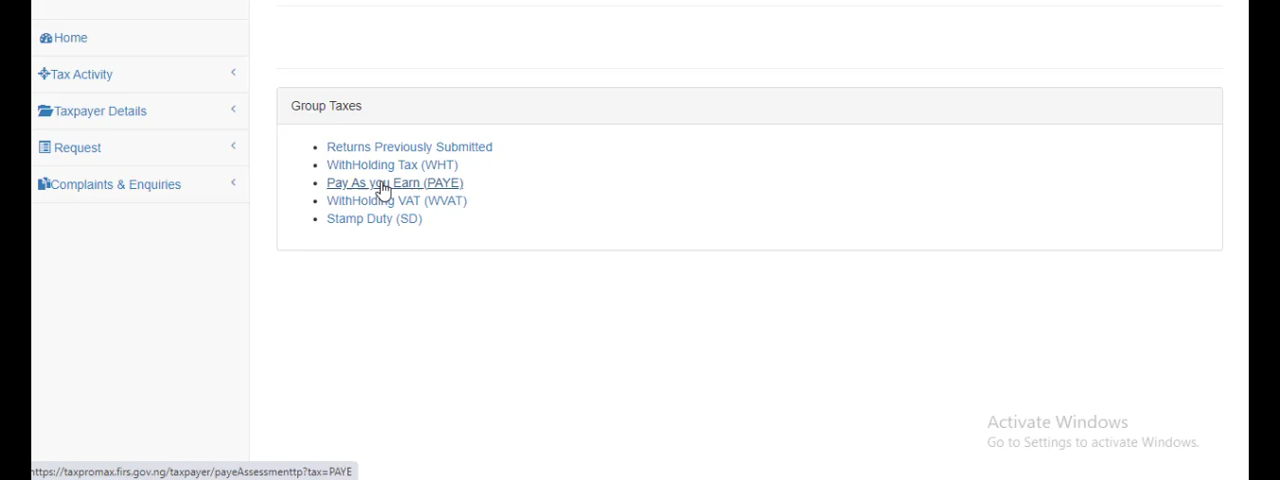 Home
Tax Activity
Taxpayer Details
Request
Complaints & Enquiries
Group Taxes
Returns Previously Submitted
WithHolding Tax (WHT)
Pay As you Earn (PAYE)
WithHolding VAT (WVAT)
Stamp Duty (SD)
Activate Windows
Go to Settings to activate Windows.
https://taxpromax.firs.gov.ng/taxpayer/payeAssessmenttp?tax=PAYE